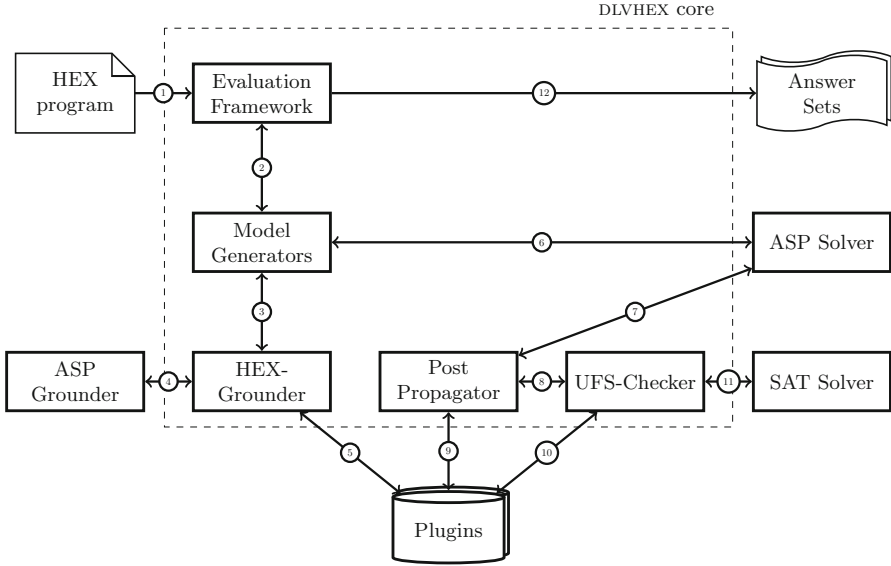 DLVHEX core
HEX
program
1
Evaluation
Framework
12
Answer
Sets
2
Model
Generators
6
ASP Solver
3
7
ASP
Grounder
4
HEX-
Grounder
Post
Propagator
8
UFS-Checker
11
SAT Solver
5
9
10
Plugins